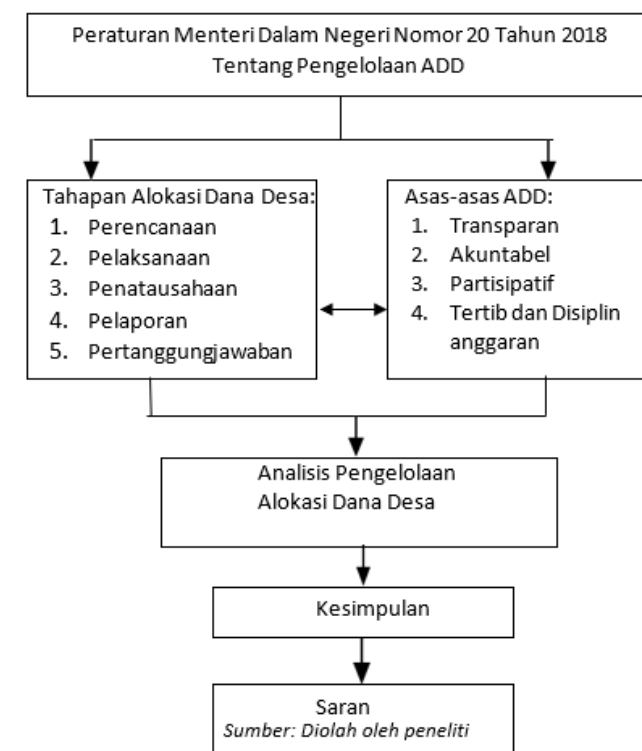 Peraturan Menteri Dalam Negeri Nomor 20 Tahun 2018
Tentang Pengelolaan ADD
Tahapan Alokasi Dana Desa:
1. Perencanaan
2. Pelaksanaan
3. Penatausahaan
4. Pelaporan
5. Pertanggungjawaban
Asas-asas ADD:
1. Transparan
2. Akuntabel
3. Partisipatif
4. Tertib dan Disiplin
anggaran
Analisis Pengelolaan
Alokasi Dana Desa
Kesimpulan
Saran
Sumber: Diolah oleh peneliti